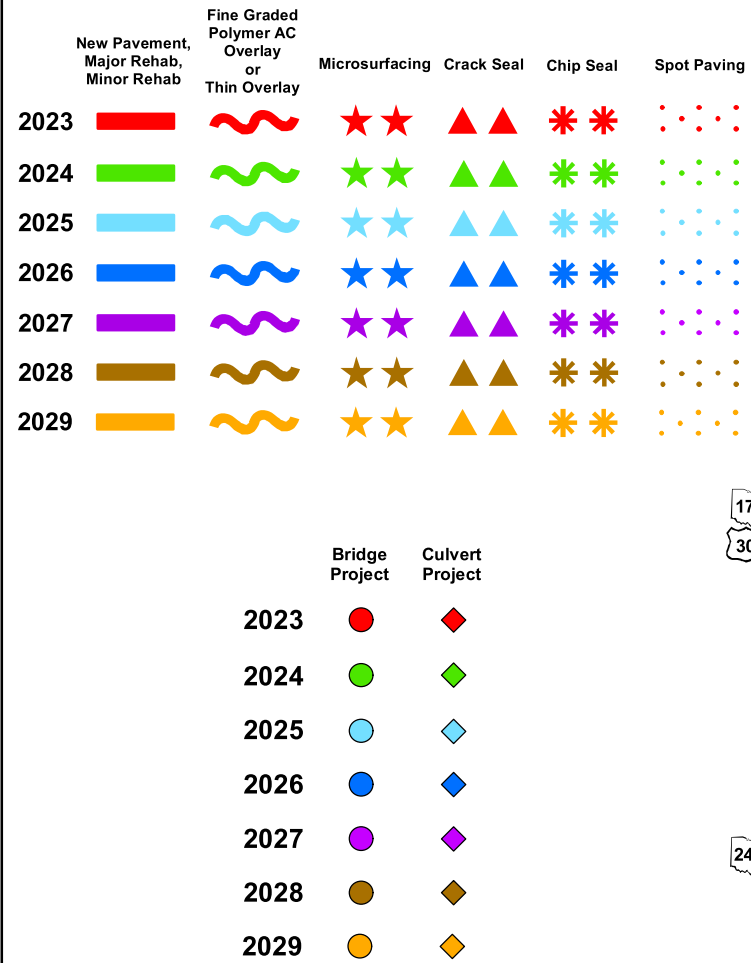 New Pavement,
Major Rehab,
Minor Rehab
Fine Graded
Polymer AC
Overlay
or
Thin Overlay
Microsurfacing
Crack Seal
Chip Seal
Spot Paving
2023
2024
2025
2026
2027
2028
2029
17
30
Bridge
Project
Culvert
Project
2023
2024
2025
2026
2027
24
2028
2029